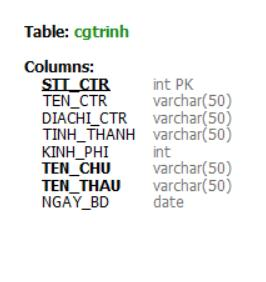 Table: cgtrinh
Columns:
STT_CTR int PK
TEN_CTR varchar(50)
DIACHI_CTR varchar(50)
TINH_THANH varchar(50)
KINH_PHI int
TEN_CHU varchar(50)
TEN_THAU varchar(50)
NGAY_BD date